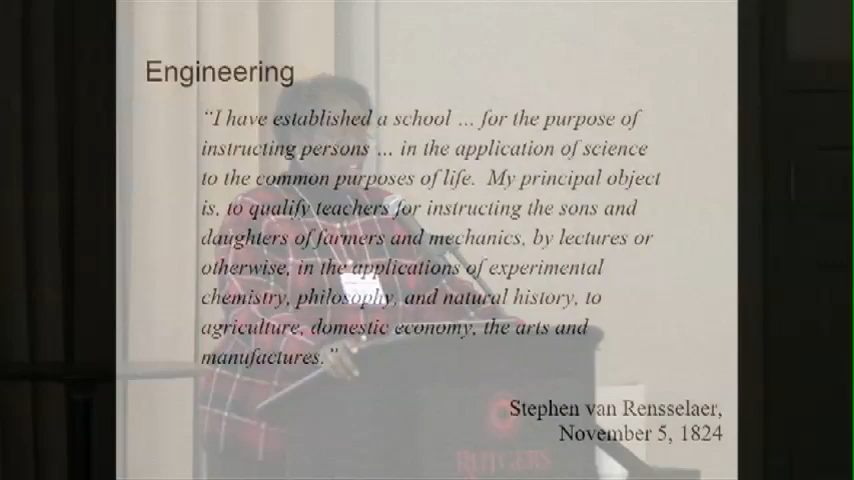 Engineering
“I have established a school ... for the purpose of
instructing persons ... in the application of science
to the common purposes of life.  My principal object
is, to qualify teachers for instructing the sons and
daughters of farmers and mechanics, by lectures or
otherwise, in the applications of experimental
chemistry, philosophy, and natural history, to
agriculture, domestic economy, the arts and
manufactures.”
Stephen van Rensselaer,
November 5, 1824
RUTGERS